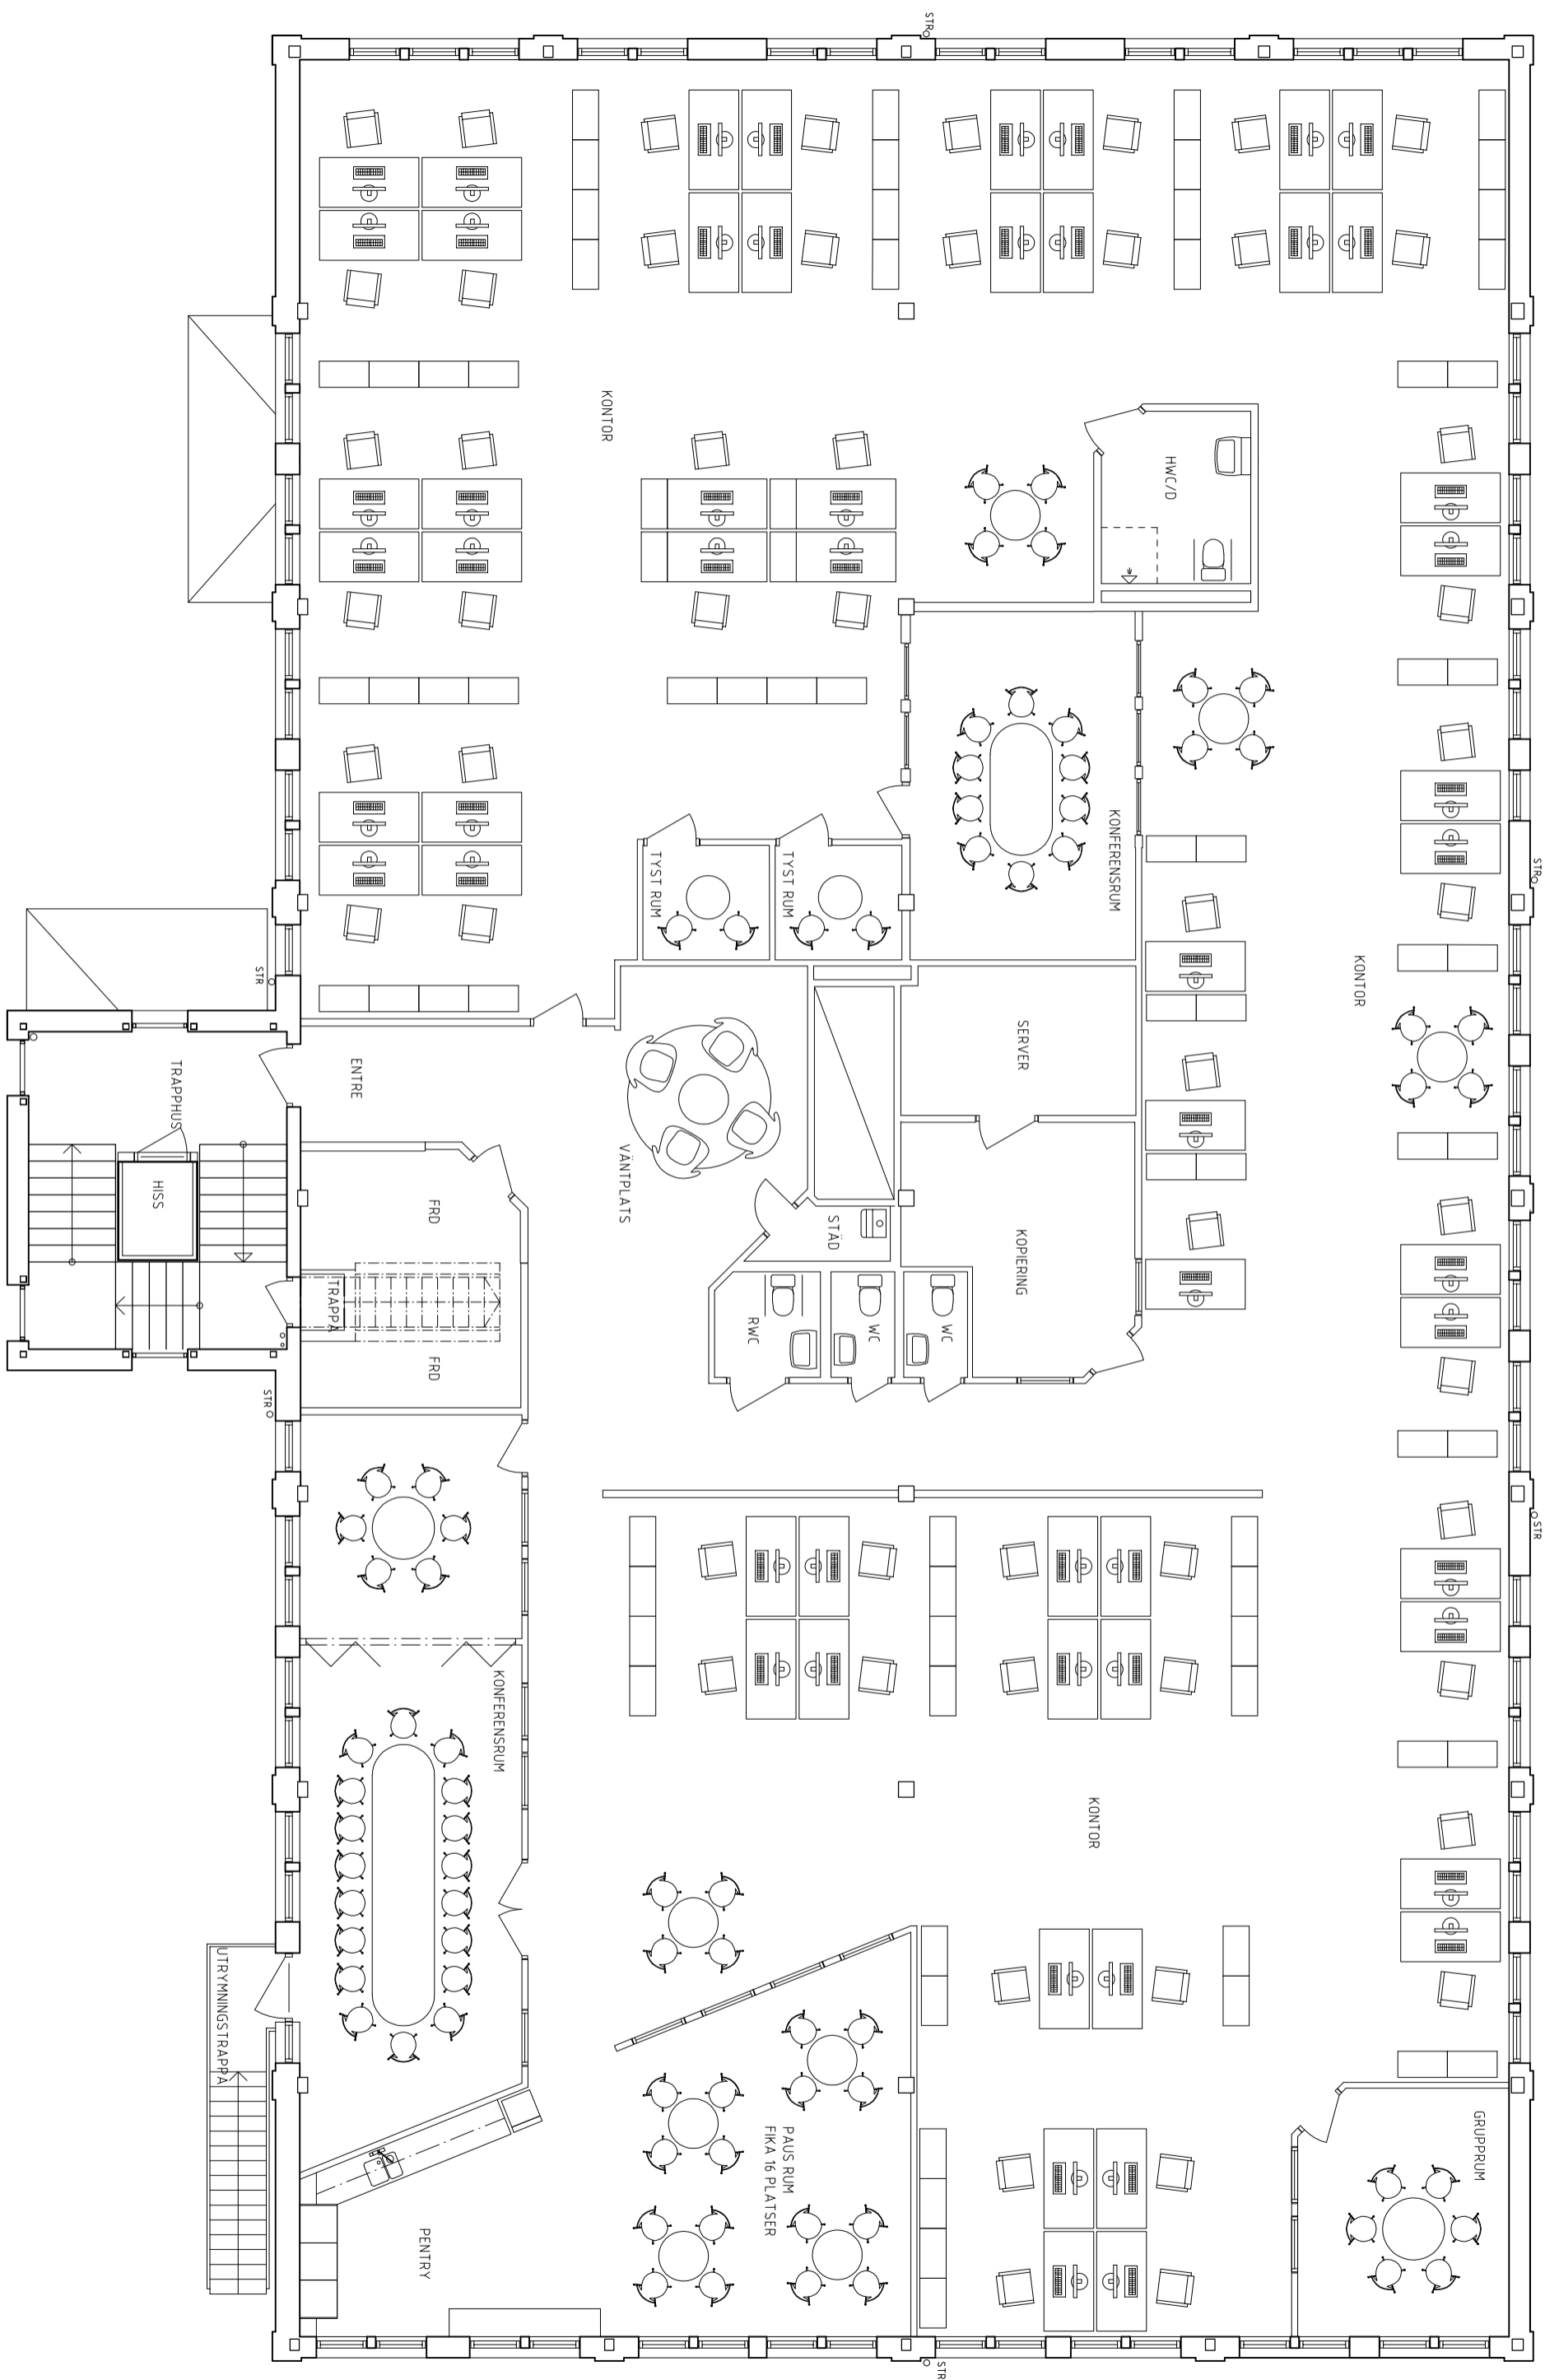 STR
KONTOR
HWC/D
KONFERENSRUM
TYST RUM
TYST RUM
STR
KONTOR
STR
SERVER
ENTRE
TRAPPHUS
VÄNTPLATS
HISS
FRD
STÄD
KOPIERING
TRAPPA
RWC
WC
WC
FRD
STR
STR
KONFERENSRUM
KONTOR
UTRYMNINGSTRAPPA
GRUPPRUM
PAUS RUM
FIKA 16 PLATSER
PENTRY
STR